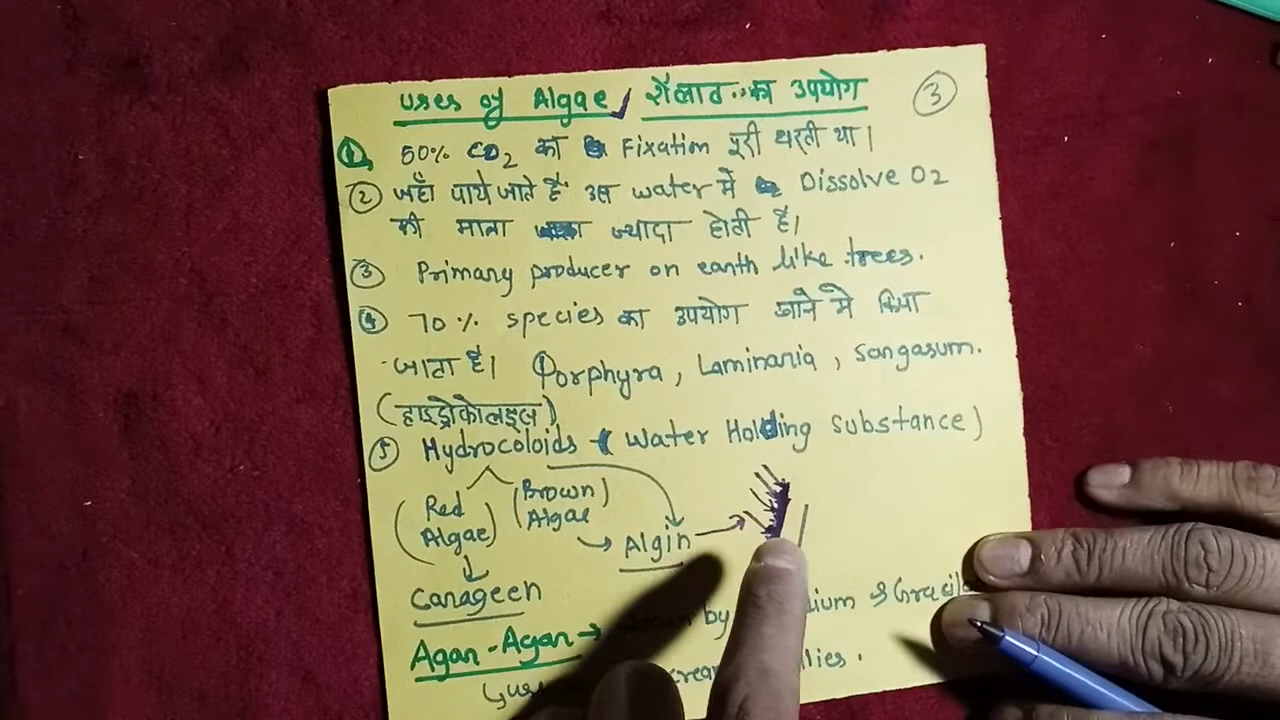 Uses of Algae शैलाठ का उपयोग 3
1 50% CO2 का Fixation पूरी धरती था।
2 जहाँ पाये जाते है उस water में Dissolve O2
की मात्रा ज्यादा होती है।
3 Primary producer on earth like trees.
4 70% species का उपयोग खाने मे किया
जाता है। Porphyra, Laminaria, Sargasum.
(हाइड्रोकोलइल)
5 Hydrocoloids (Water Holding substance)
(Red Algae) (Brown Algae)
Algin
Carageen
Agar-Agar → by &